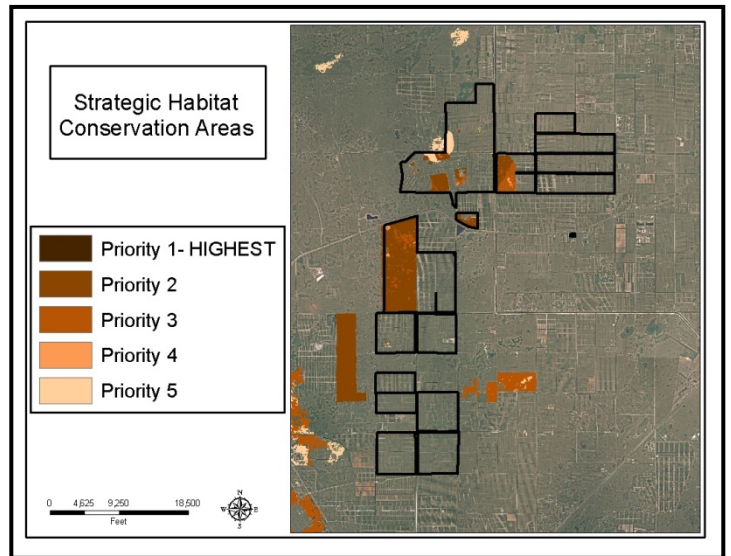 Strategic Habitat
Conservation Areas
Priority 1- HIGHEST
Priority 2
Priority 3
Priority 4
Priority 5
0 4,625 9,250 18,500
Feet
N
W E
S